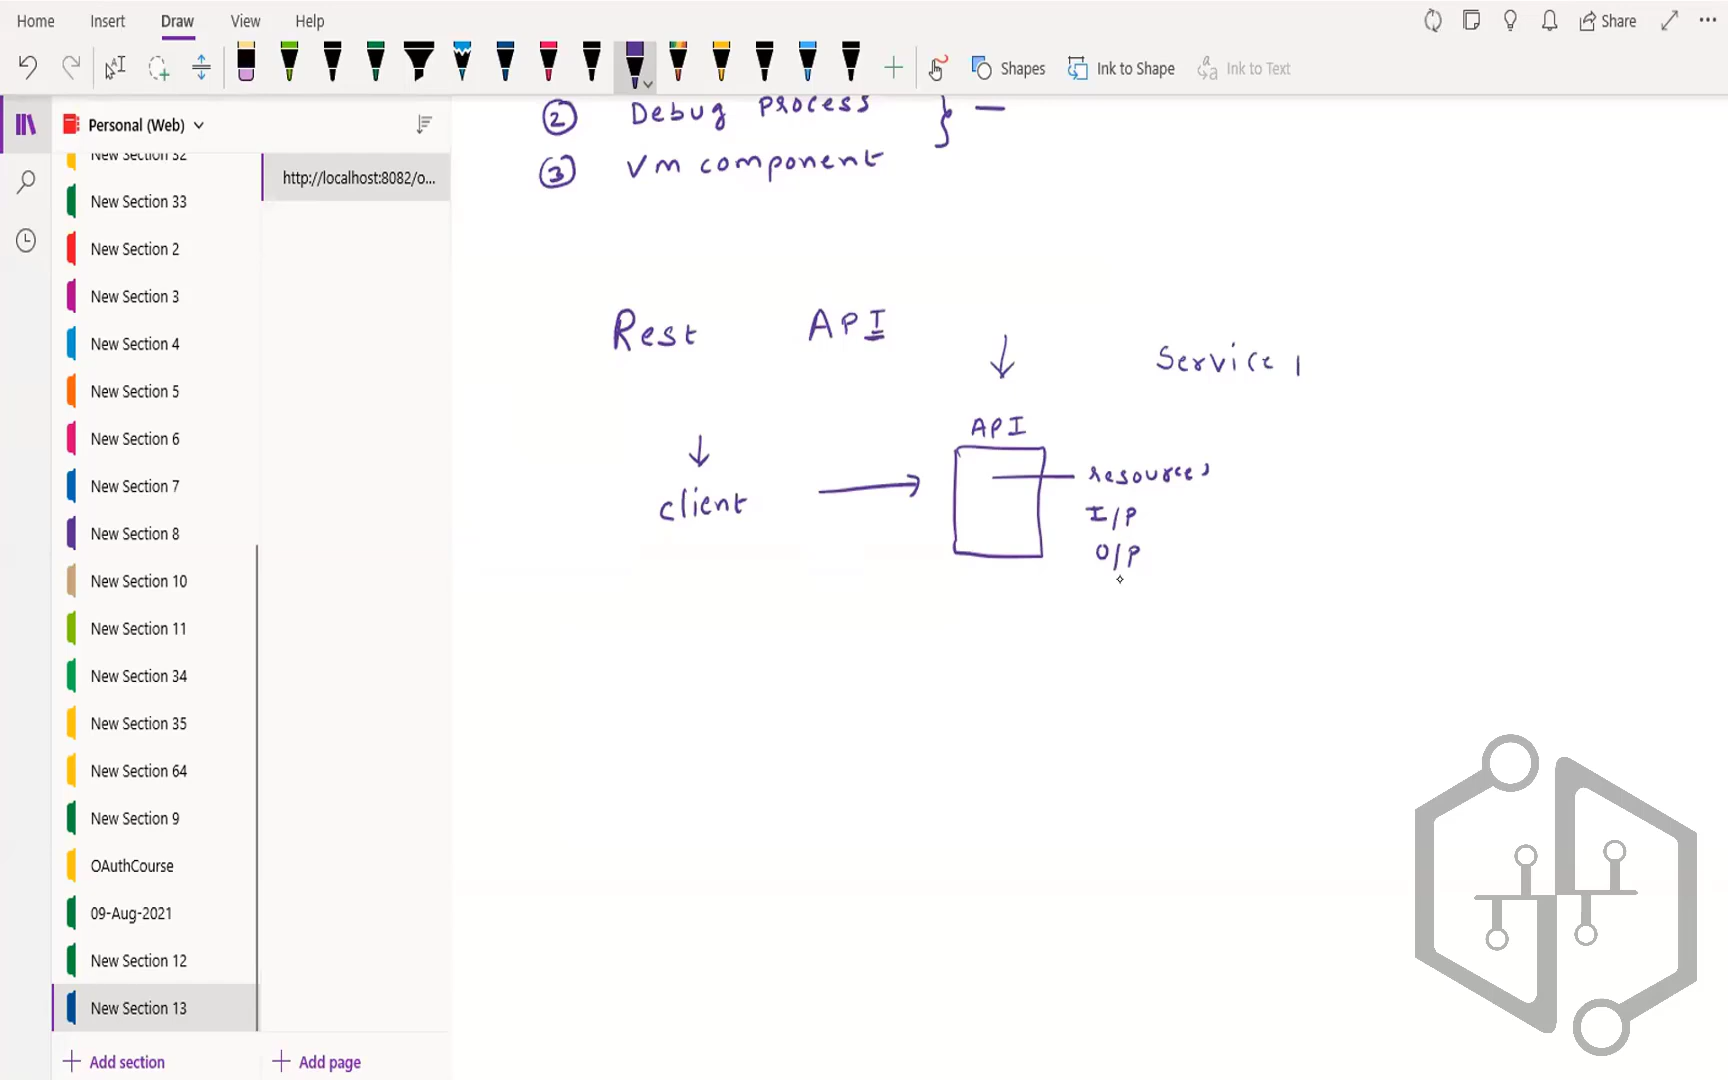 Home Insert Draw View Help
Share
Shapes Ink to Shape Ink to Text
Personal (Web)
New Section 32
New Section 33
New Section 2
New Section 3
New Section 4
New Section 5
New Section 6
New Section 7
New Section 8
New Section 10
New Section 11
New Section 34
New Section 35
New Section 64
New Section 9
OAuthCourse
09-Aug-2021
New Section 12
New Section 13
Add section
http://localhost:8082/o...
Add page
2 Debug process
3 Vm component
Rest API
Service 1
API
client
resources
I/P
O/P